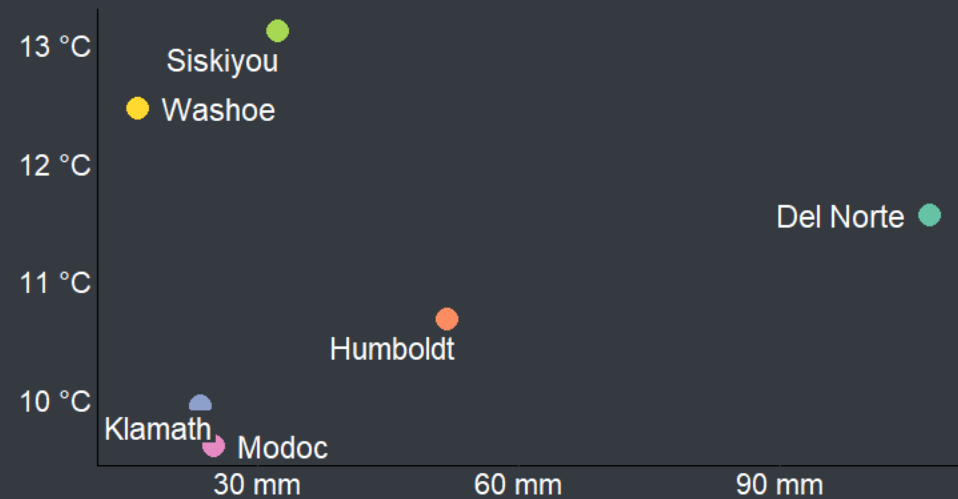 13 °C
Siskiyou
Washoe
12 °C
Del Norte
11 °C
Humboldt
10 °C
Klamath
Modoc
30 mm
60 mm
90 mm